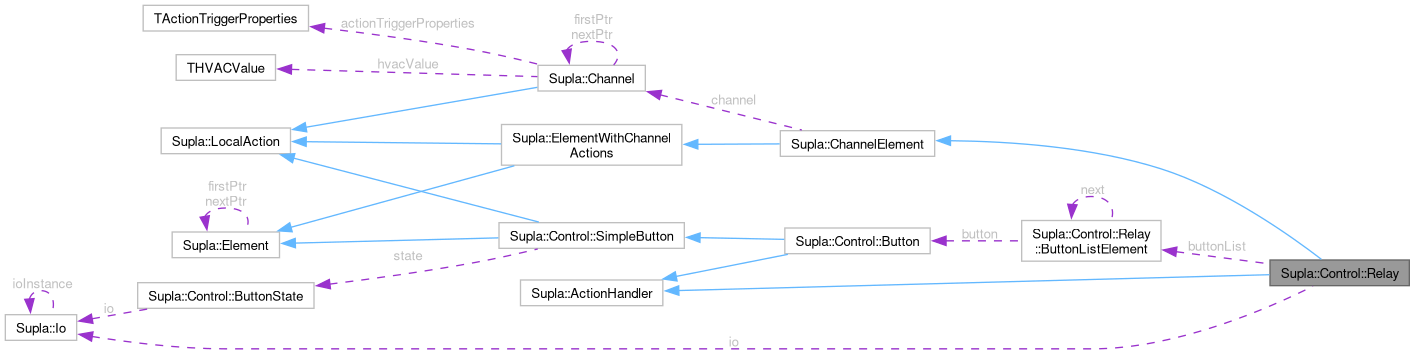 TActionTriggerProperties
actionTriggerProperties
firstPtr
nextPtr
THVACValue
hvacValue
Supla::Channel
channel
Supla::LocalAction
Supla::ElementWithChannel
Actions
Supla::ChannelElement
firstPtr
nextPtr
Supla::Element
Supla::Control::SimpleButton
Supla::Control::Button
button
next
Supla::Control::Relay
::ButtonListElement
buttonList
Supla::Control::Relay
state
ioInstance
Supla::Control::ButtonState
Supla::ActionHandler
io
Supla::Io
io